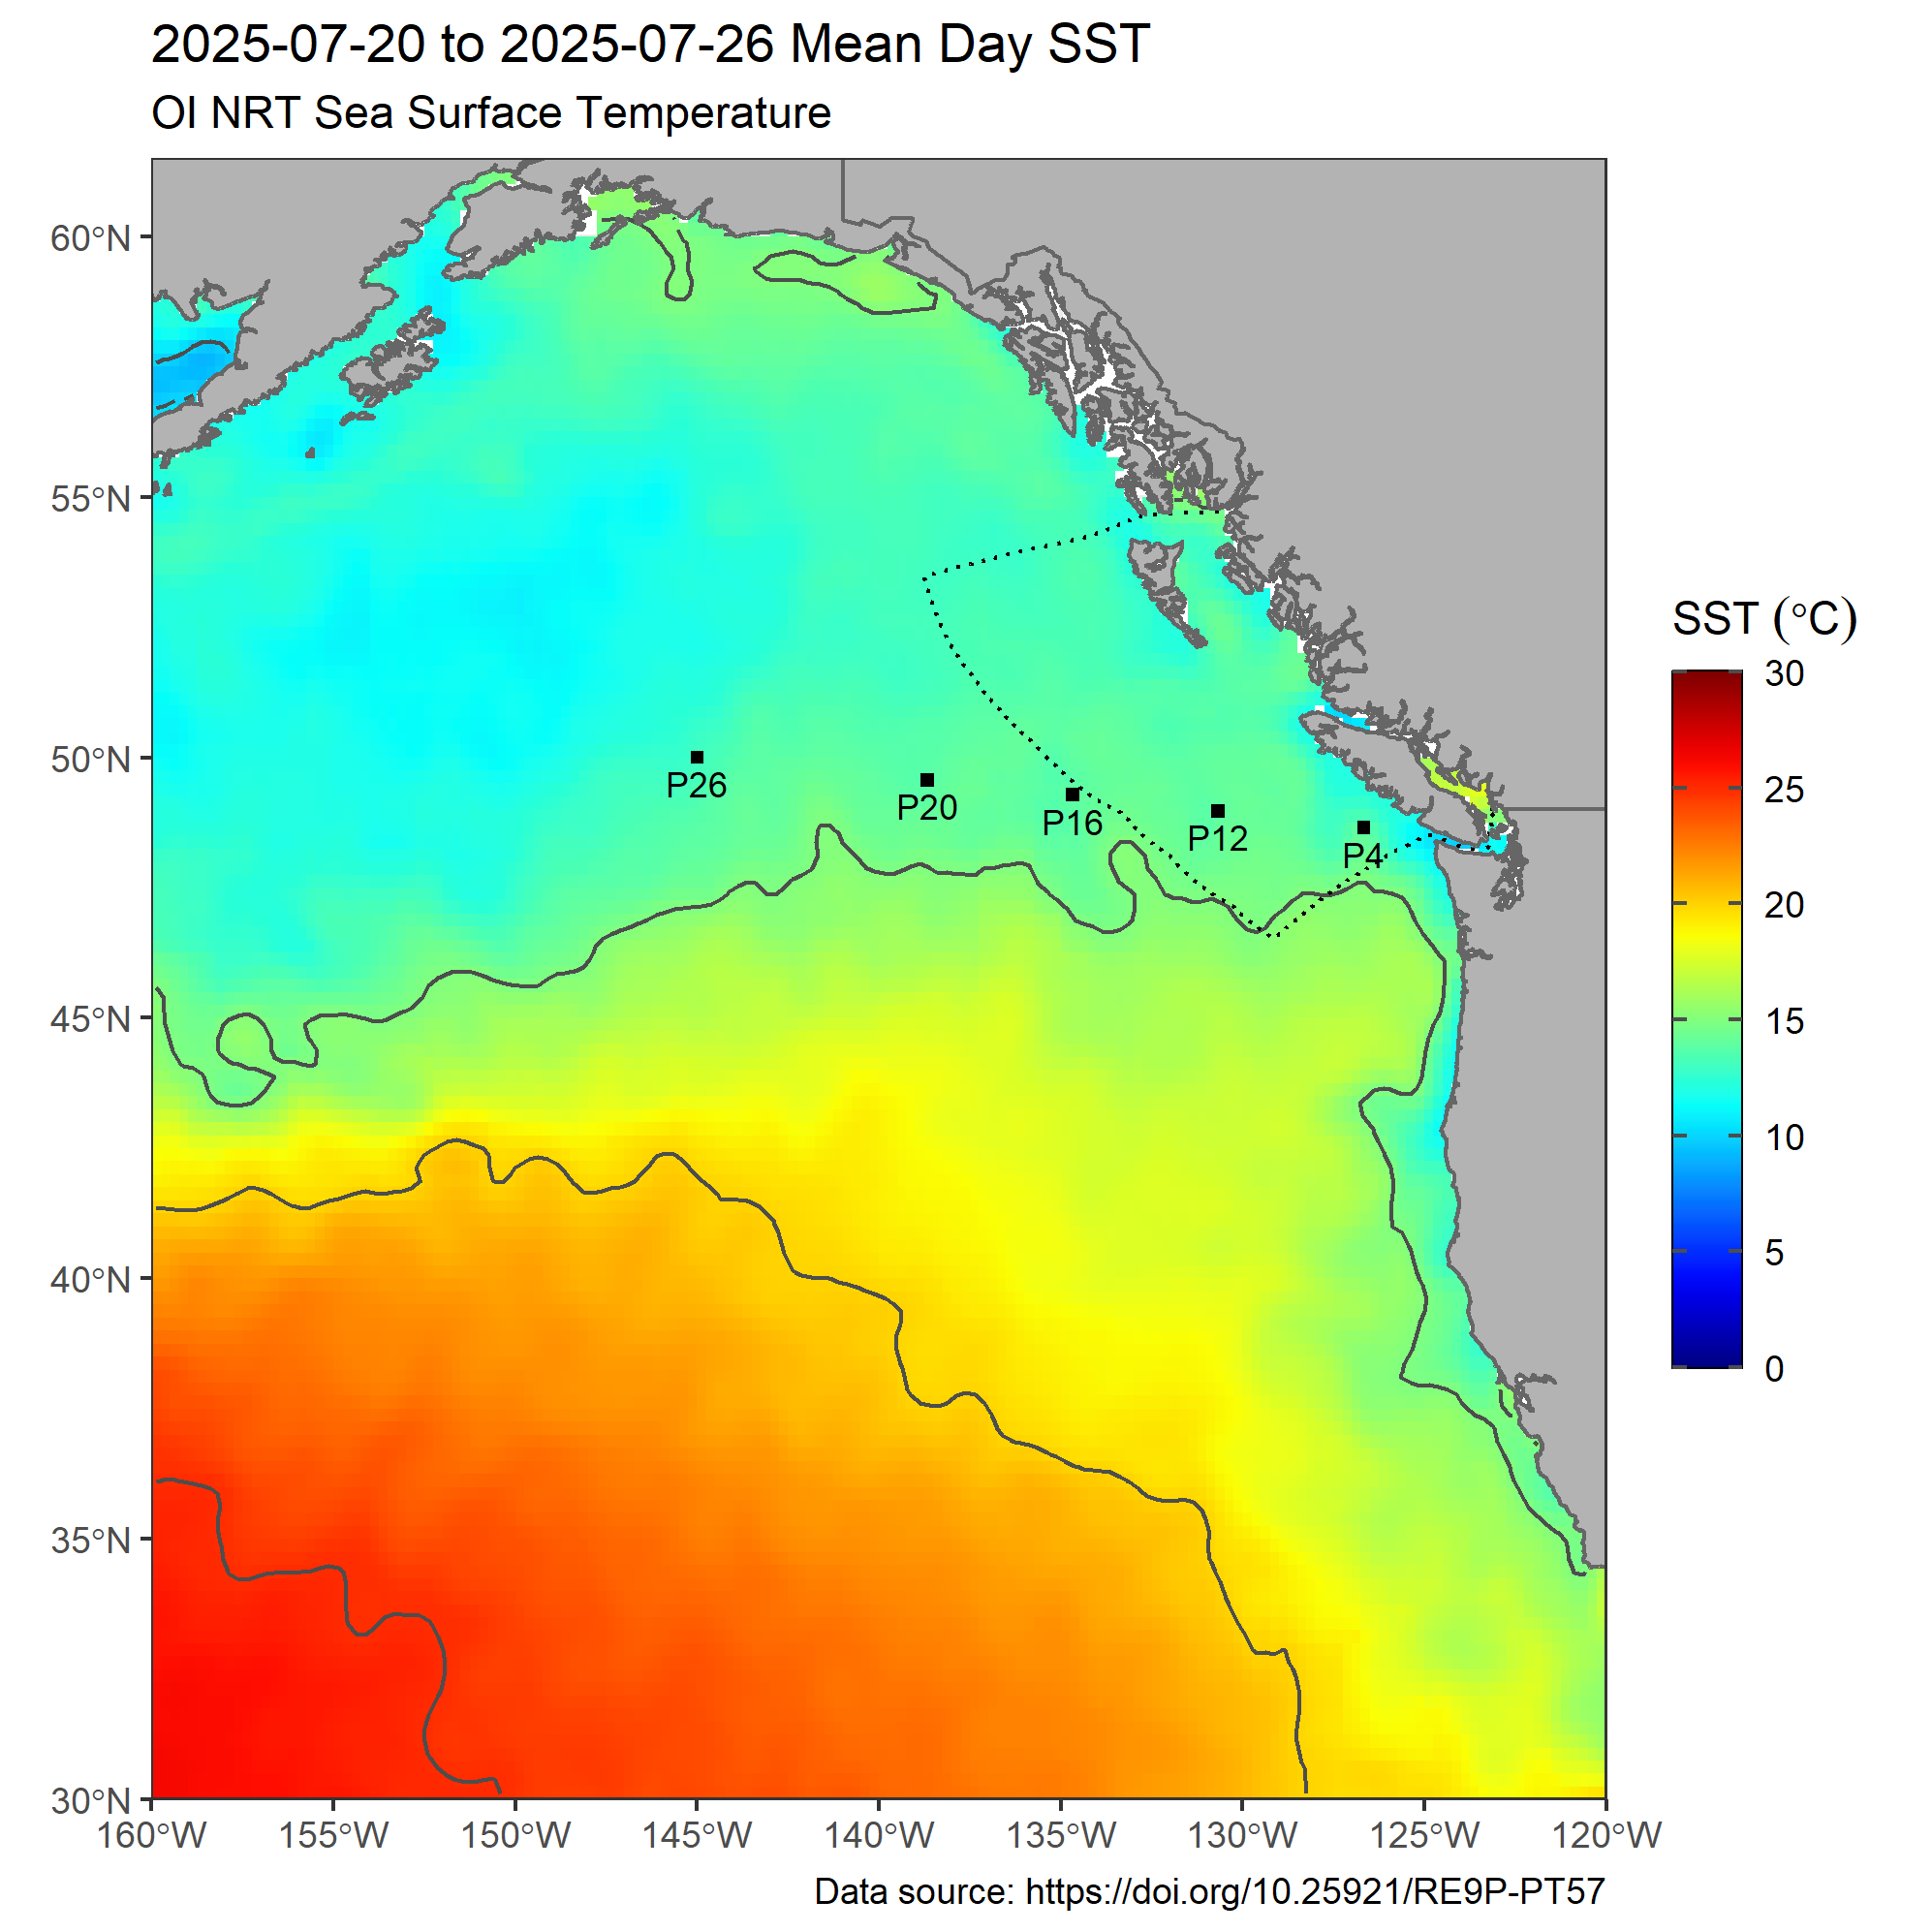 2025-07-20 to 2025-07-26 Mean Day SST
OI NRT Sea Surface Temperature
60°N
55°N
50°N
45°N
40°N
35°N
30°N
P26
P20
P16
P12
P4
160°W
155°W
150°W
145°W
140°W
135°W
130°W
125°W
120°W
SST (°C)
30
25
20
15
10
5
0
Data source: https://doi.org/10.25921/RE9P-PT57